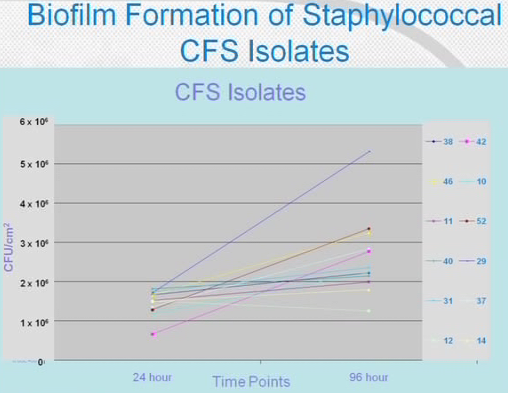 Biofilm Formation of Staphylococcal
CFS Isolates
CFS Isolates
6 x 10⁶
5 x 10⁶
4 x 10⁶
3 x 10⁶
2 x 10⁶
1 x 10⁶
0
CFU/cm²
24 hour
96 hour
Time Points
38 42
46 10
11 52
40 29
31 37
12 14